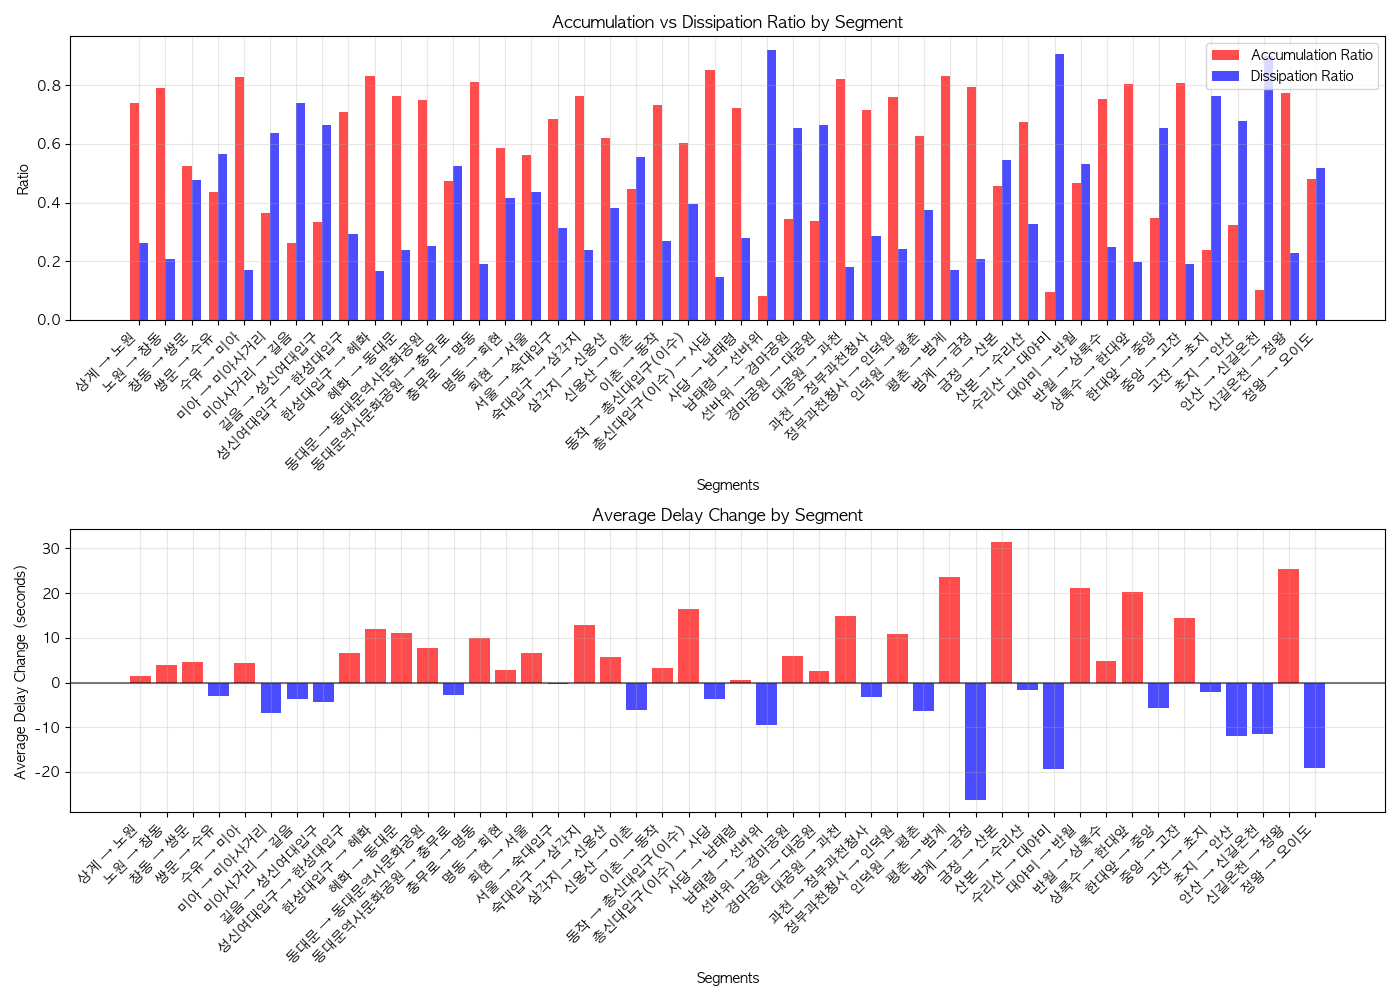 Accumulation vs Dissipation Ratio by Segment
Accumulation Ratio
Dissipation Ratio
Ratio
0.8
0.6
0.4
0.2
0.0
상계 → 노원
노원 → 창동
창동 → 쌍문
쌍문 → 수유
수유 → 미아
미아 → 미아사거리
미아사거리 → 길음
길음 → 성신여대입구
성신여대입구 → 한성대입구
한성대입구 → 혜화
혜화 → 동대문
동대문 → 동대문역사문화공원
동대문역사문화공원 → 충무로
충무로 → 명동
명동 → 회현
회현 → 서울
서울 → 숙대입구
숙대입구 → 삼각지
삼각지 → 신용산
신용산 → 이촌
이촌 → 동작
동작 → 총신대입구(이수)
총신대입구(이수) → 사당
사당 → 남태령
남태령 → 선바위
선바위 → 경마공원
경마공원 → 대공원
대공원 → 과천
과천 → 정부과천청사
정부과천청사 → 인덕원
인덕원 → 평촌
평촌 → 범계
범계 → 금정
금정 → 산본
산본 → 수리산
수리산 → 대야미
대야미 → 반월
반월 → 상록수
상록수 → 한대앞
한대앞 → 중앙
중앙 → 고잔
고잔 → 초지
초지 → 안산
안산 → 신길온천
신길온천 → 정왕
정왕 → 오이도
Segments
Average Delay Change by Segment
Average Delay Change (seconds)
30
20
10
0
-10
-20
상계 → 노원
노원 → 창동
창동 → 쌍문
쌍문 → 수유
수유 → 미아
미아 → 미아사거리
미아사거리 → 길음
길음 → 성신여대입구
성신여대입구 → 한성대입구
한성대입구 → 혜화
혜화 → 동대문
동대문 → 동대문역사문화공원
동대문역사문화공원 → 충무로
충무로 → 명동
명동 → 회현
회현 → 서울
서울 → 숙대입구
숙대입구 → 삼각지
삼각지 → 신용산
신용산 → 이촌
이촌 → 동작
동작 → 총신대입구(이수)
총신대입구(이수) → 사당
사당 → 남태령
남태령 → 선바위
선바위 → 경마공원
경마공원 → 대공원
대공원 → 과천
과천 → 정부과천청사
정부과천청사 → 인덕원
인덕원 → 평촌
평촌 → 범계
범계 → 금정
금정 → 산본
산본 → 수리산
수리산 → 대야미
대야미 → 반월
반월 → 상록수
상록수 → 한대앞
한대앞 → 중앙
중앙 → 고잔
고잔 → 초지
초지 → 안산
안산 → 신길온천
신길온천 → 정왕
정왕 → 오이도
Segments